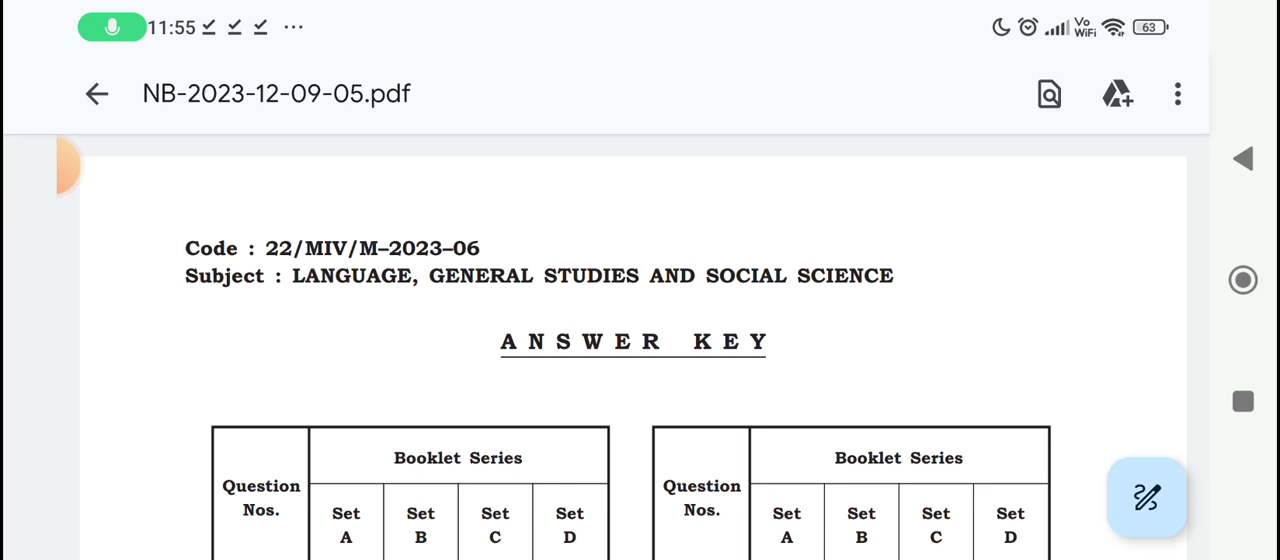 11:55
Vo
WiFi
63
NB-2023-12-09-05.pdf
Code : 22/MIV/M–2023–06
Subject : LANGUAGE, GENERAL STUDIES AND SOCIAL SCIENCE
ANSWER KEY
Question
Nos.
Booklet Series
Set
A
Set
B
Set
C
Set
D
Question
Nos.
Booklet Series
Set
A
Set
B
Set
C
Set
D